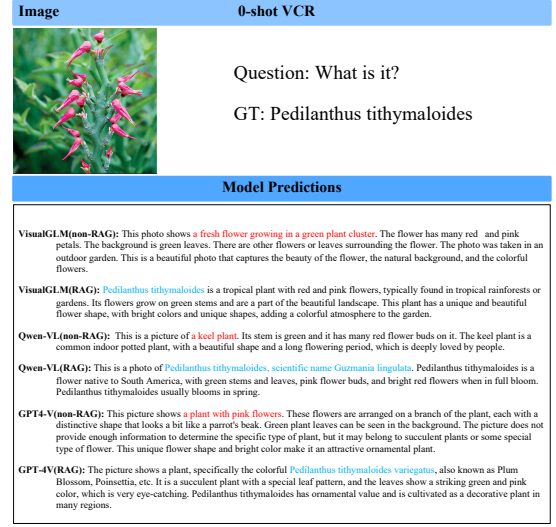 Image 0-shot VCR
Question: What is it?
GT: Pedilanthus tithymaloides
Model Predictions
VisualGLM(non-RAG): This photo shows a fresh flower growing in a green plant cluster. The flower has many red and pink
petals. The background is green leaves. There are other flowers or leaves surrounding the flower. The photo was taken in an
outdoor garden. This is a beautiful photo that captures the beauty of the flower, the natural background, and the colorful
flowers.
VisualGLM(RAG): Pedilanthus tithymaloides is a tropical plant with red and pink flowers, typically found in tropical rainforests or
gardens. Its flowers grow on green stems and are a part of the beautiful landscape. This plant has a unique and beautiful
flower shape, with bright colors and unique shapes, adding a colorful atmosphere to the garden.
Qwen-VL(non-RAG): This is a picture of a keel plant. Its stem is green and it has many red flower buds on it. The keel plant is a
common indoor potted plant, with a beautiful shape and a long flowering period, which is deeply loved by people.
Qwen-VL(RAG): This is a photo of Pedilanthus tithymaloides, scientific name Guzmania lingulata. Pedilanthus tithymaloides is a
flower native to South America, with green stems and leaves, pink flower buds, and bright red flowers when in full bloom.
Pedilanthus tithymaloides usually blooms in spring.
GPT4-V(non-RAG): This picture shows a plant with pink flowers. These flowers are arranged on a branch of the plant, each with a
distinctive shape that looks a bit like a parrot's beak. Green plant leaves can be seen in the background. The picture does not
provide enough information to determine the specific type of plant, but it may belong to succulent plants or some special
type of flower. This unique flower shape and bright color make it an attractive ornamental plant.
GPT-4V(RAG): The picture shows a plant, specifically the colorful Pedilanthus tithymaloides variegatus, also known as Plum
Blossom, Poinsettia, etc. It is a succulent plant with a special leaf pattern, and the leaves show a striking green and pink
color, which is very eye-catching. Pedilanthus tithymaloides has ornamental value and is cultivated as a decorative plant in
many regions.